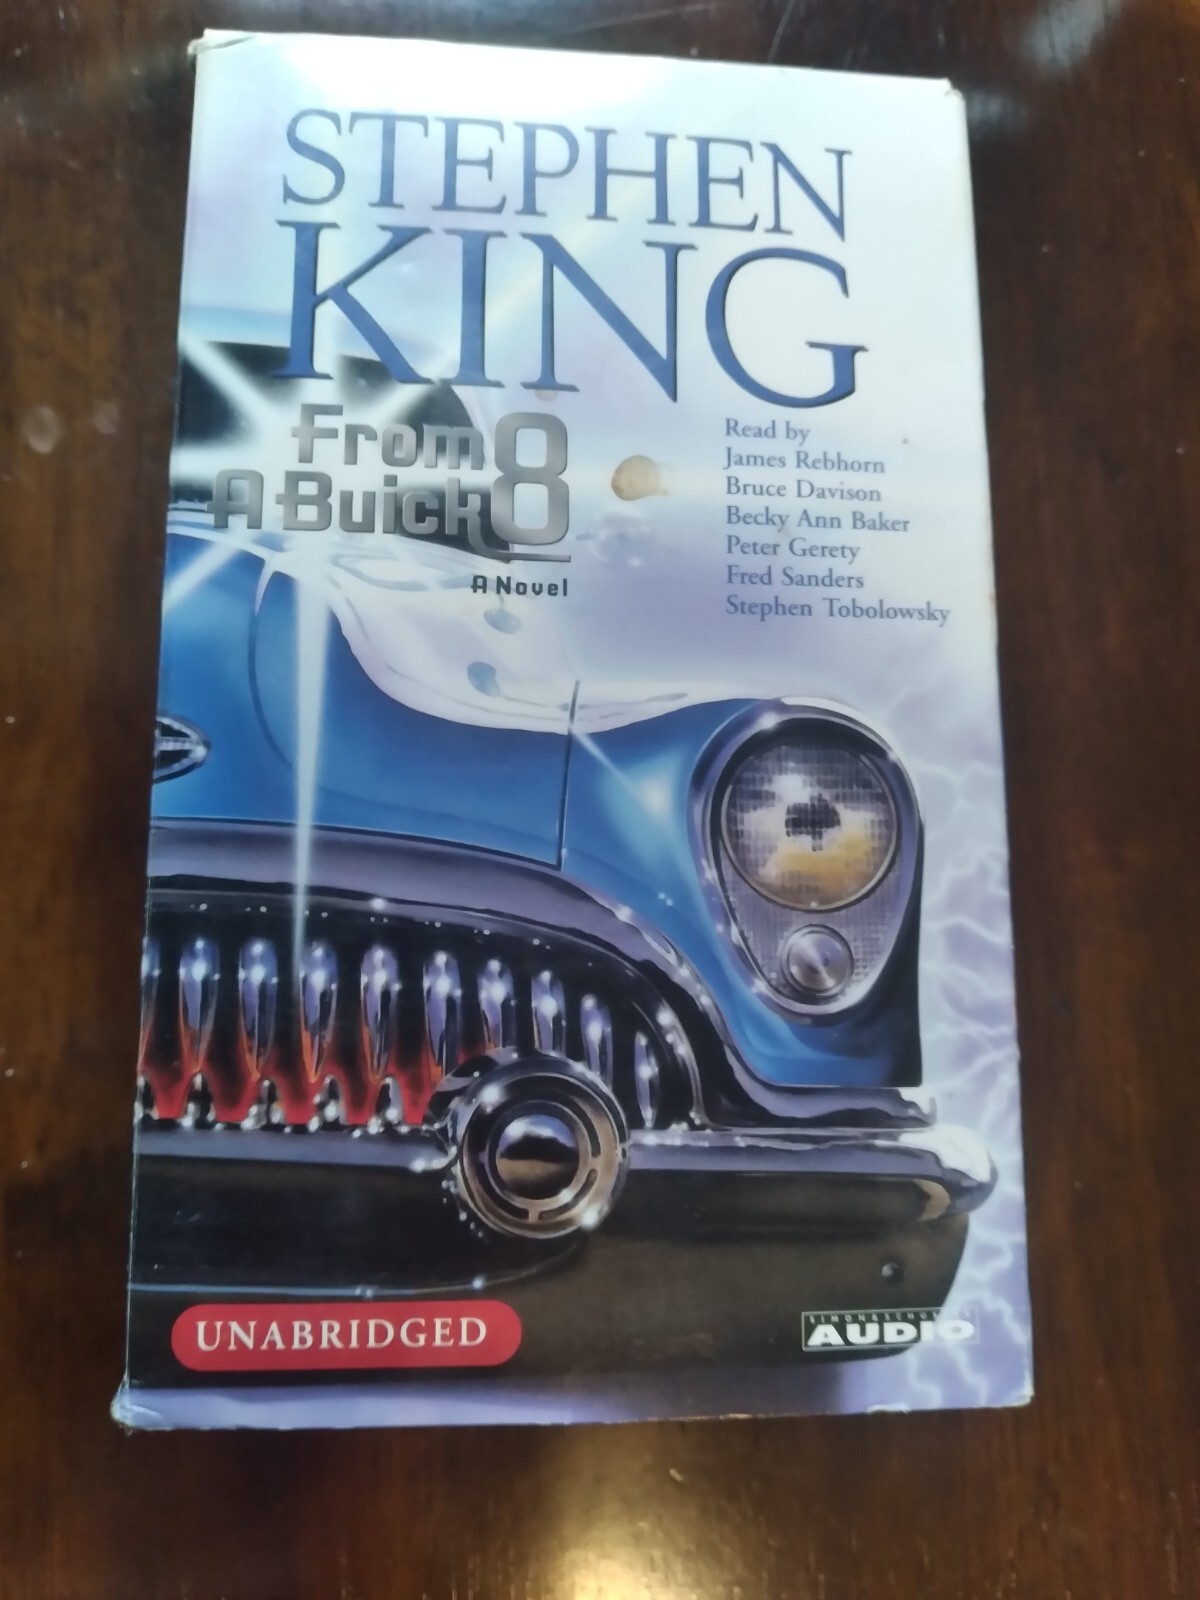 STEPHEN
KING
From
A Buick 8
A Novel
Read by
James Rebhorn
Bruce Davison
Becky Ann Baker
Peter Gerety
Fred Sanders
Stephen Tobolowsky
UNABRIDGED
AUDIO